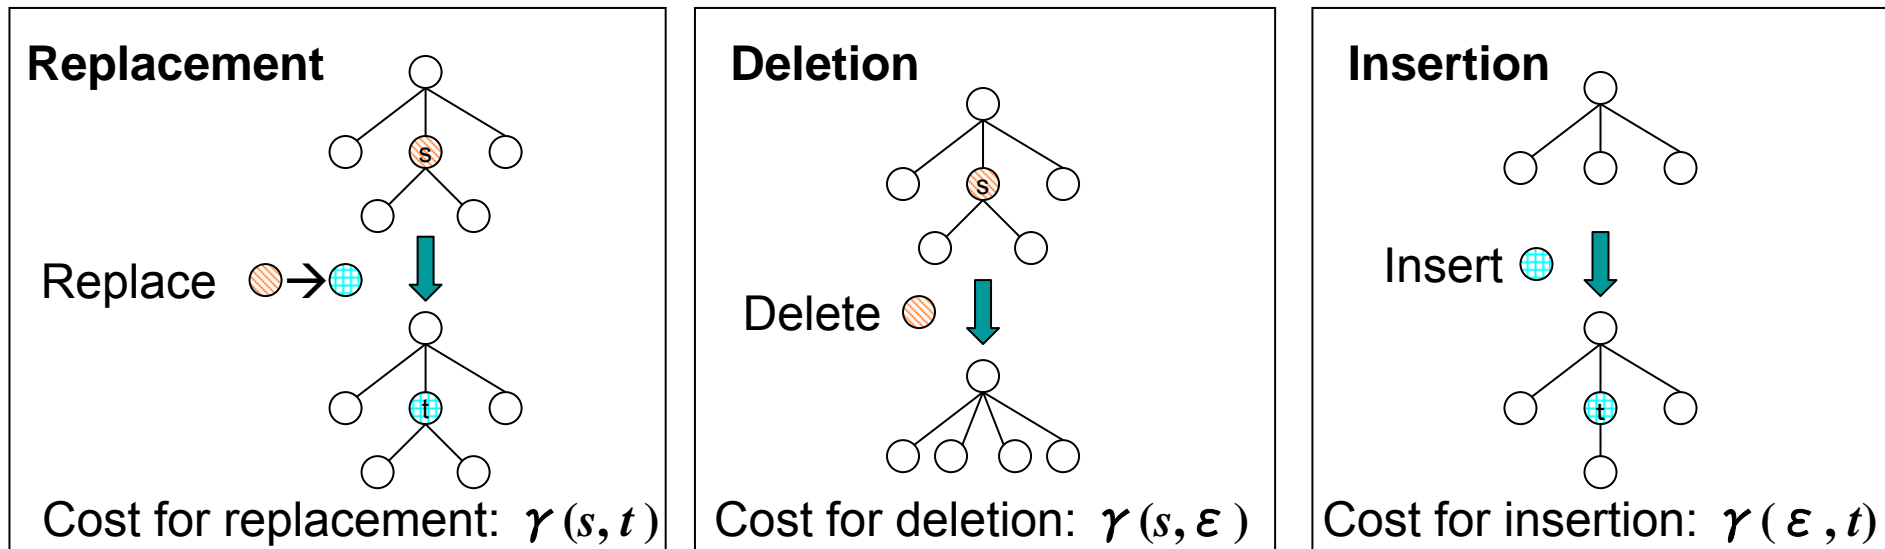 Replacement
s
Replace →
t
Cost for replacement: γ(s, t)
Deletion
s
Delete
Cost for deletion: γ(s, ε)
Insertion
Insert
t
Cost for insertion: γ(ε, t)